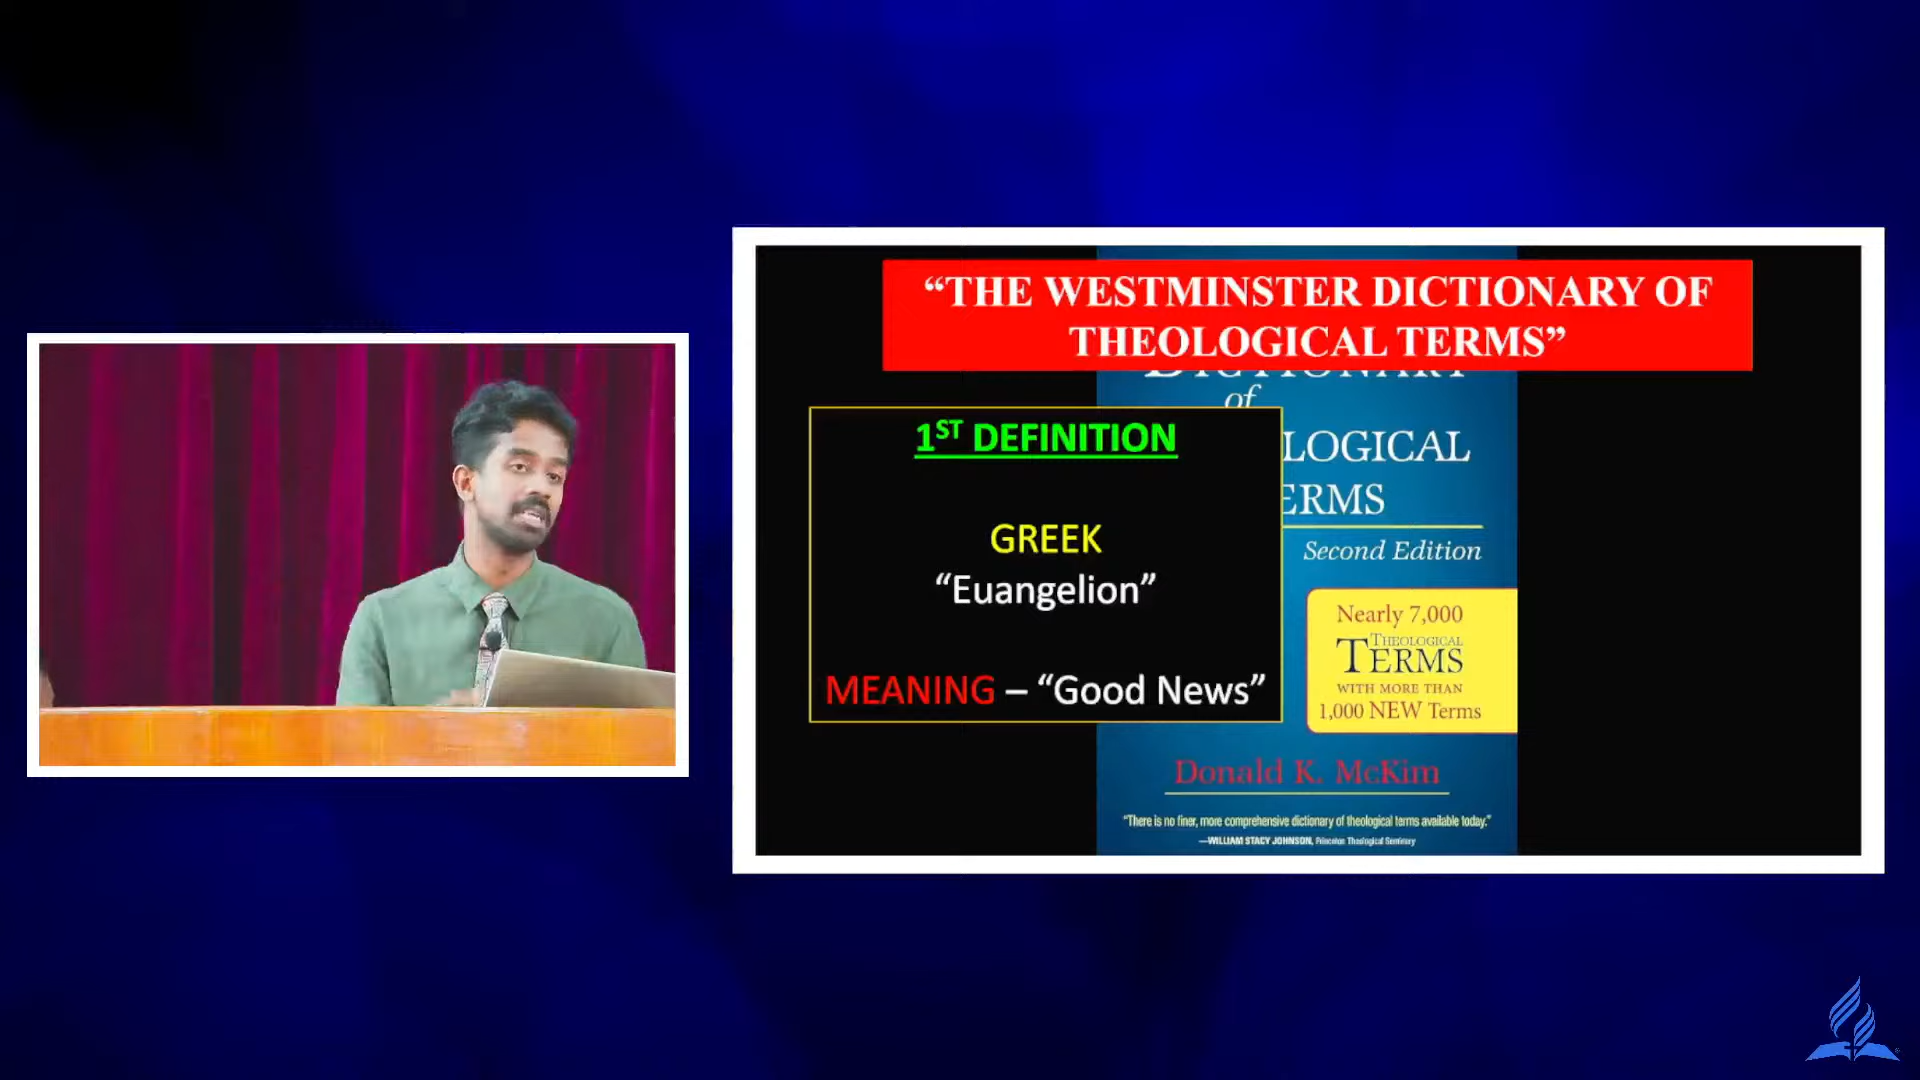 “THE WESTMINSTER DICTIONARY OF
THEOLOGICAL TERMS”
DICTIONARY
of
LOGICAL
ERMS
Second Edition
1ST DEFINITION
GREEK
“Euangelion”
MEANING – “Good News”
Nearly 7,000
THEOLOGICAL
TERMS
WITH MORE THAN
1,000 NEW Terms
Donald K. McKim
“There is no finer, more comprehensive dictionary of theological terms available today.”
—WILLIAM STACY JOHNSON, Princeton Theological Seminary